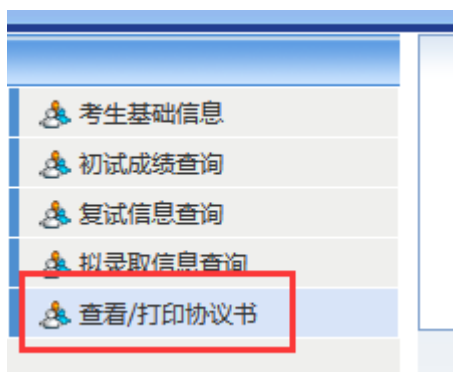 考生基础信息
初试成绩查询
复试信息查询
拟录取信息查询
查看/打印协议书